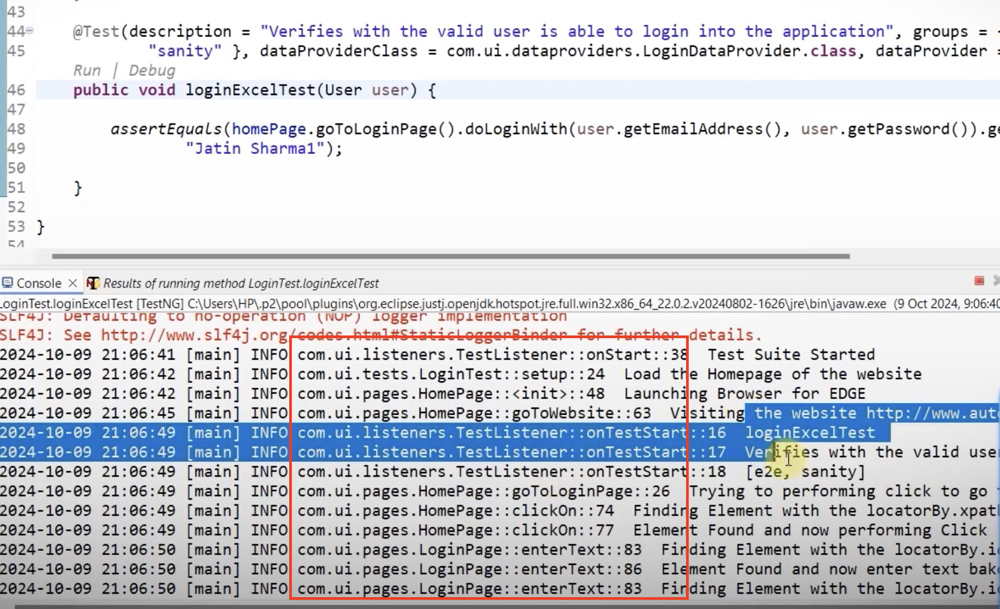 43
44 @Test(description = "Verifies with the valid user is able to login into the application", groups = {
45 "sanity" }, dataProviderClass = com.ui.dataproviders.LoginDataProvider.class, dataProvider =
Run | Debug
46 public void loginExcelTest(User user) {
47
48 assertEquals(homePage.goToLoginPage().doLoginWith(user.getEmailAddress(), user.getPassword()).ge
49 "Jatin Sharma1");
50
51 }
52
53 }
54
Console Results of running method LoginTest.loginExcelTest
LoginTest.loginExcelTest [TestNG] C:\Users\HP\.p2\pool\plugins\org.eclipse.justj.openjdk.hotspot.jre.full.win32.x86_64_22.0.2.v20240802-1626\jre\bin\javaw.exe (9 Oct 2024, 9:06:40
SLF4J: Defaulting to no-operation (NOP) logger implementation
SLF4J: See http://www.slf4j.org/codes.html#StaticLoggerBinder for further details.
2024-10-09 21:06:41 [main] INFO com.ui.listeners.TestListener::onStart::38 Test Suite Started
2024-10-09 21:06:42 [main] INFO com.ui.tests.LoginTest::setup::24 Load the Homepage of the website
2024-10-09 21:06:42 [main] INFO com.ui.pages.HomePage::<init>::48 Launching Browser for EDGE
2024-10-09 21:06:45 [main] INFO com.ui.pages.HomePage::goToWebsite::63 Visiting the website http://www.aut
2024-10-09 21:06:49 [main] INFO com.ui.listeners.TestListener::onTestStart::16 loginExcelTest
2024-10-09 21:06:49 [main] INFO com.ui.listeners.TestListener::onTestStart::17 Verifies with the valid use
2024-10-09 21:06:49 [main] INFO com.ui.listeners.TestListener::onTestStart::18 [e2e, sanity]
2024-10-09 21:06:49 [main] INFO com.ui.pages.HomePage::goToLoginPage::26 Trying to performing click to go
2024-10-09 21:06:49 [main] INFO com.ui.pages.HomePage::clickOn::74 Finding Element with the locatorBy.xpat
2024-10-09 21:06:49 [main] INFO com.ui.pages.HomePage::clickOn::77 Element Found and now performing Click
2024-10-09 21:06:50 [main] INFO com.ui.pages.LoginPage::enterText::83 Finding Element with the locatorBy.i
2024-10-09 21:06:50 [main] INFO com.ui.pages.LoginPage::enterText::86 Element Found and now enter text bak
2024-10-09 21:06:50 [main] INFO com.ui.pages.LoginPage::enterText::83 Finding Element with the locatorBy.i